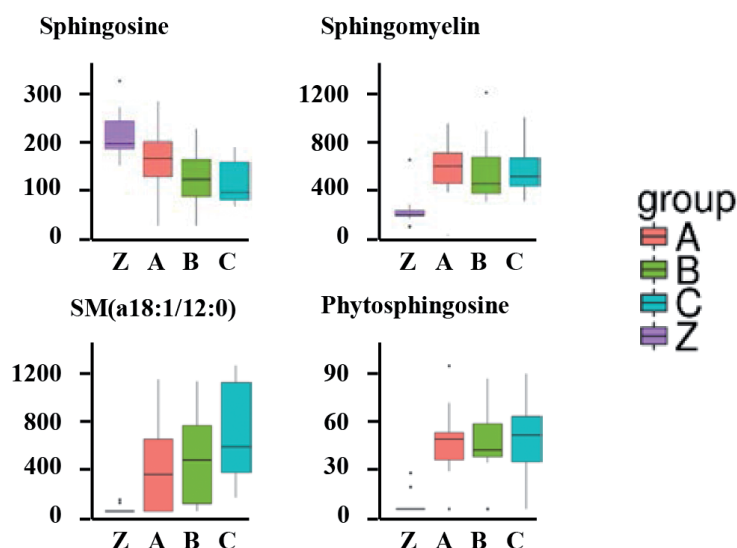 Sphingosine
300
200
100
0
Z A B C
Sphingomyelin
1200
800
400
0
Z A B C
SM(a18:1/12:0)
1200
800
400
0
Z A B C
Phytosphingosine
90
60
30
0
Z A B C
group
A
B
C
Z